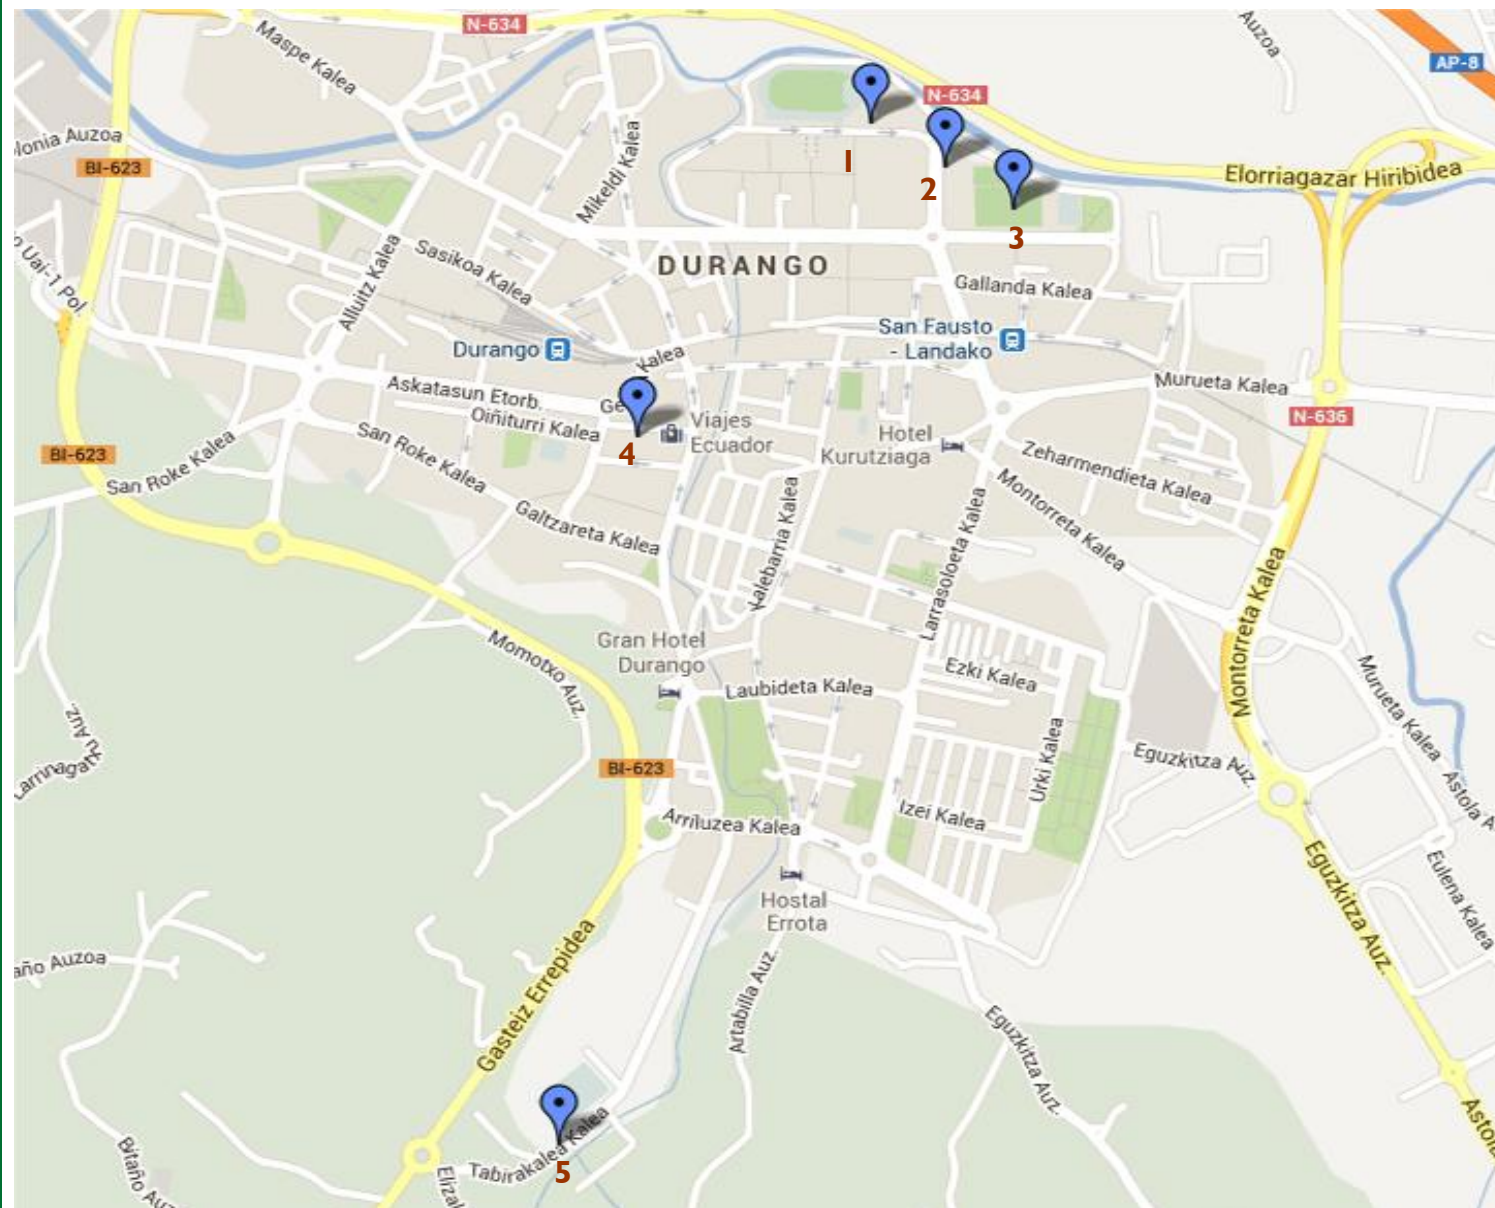 N-634
Maspe Kalea
Auzoa
AP-8
N-634
lonia Auzoa
BI-623
Mikeldi Kalea
1
2
3
Elorriagazar Hiribidea
o Uai-1 Pol.
Alluitz Kalea
Sasikoa Kalea
DURANGO
Gallanda Kalea
San Fausto
- Landako
Durango
Kalea
Askatasun Etorb.
Ge
Murueta Kalea
N-636
Oiñiturri Kalea
4
Viajes
Ecuador
Hotel
Kurutziaga
BI-623
San Roke Kalea
San Roke Kalea
Zeharmendieta Kalea
Montorreta Kalea
Galtzareta Kalea
Kalebarria Kalea
Larrasoloeta Kalea
Montorreta Kalea
Momotxo Auz.
Gran Hotel
Durango
Laubideta Kalea
Ezki Kalea
Murueta Kalea
Urki Kalea
Eguzkitza Auz.
BI-623
Arriluzea Kalea
Izei Kalea
Astola A
Eguzkitza Auz.
Eulena Kalea
Hostal
Errota
año Auzoa
Gasteiz Errepidea
Artabilla Auz.
Eguzkitza Auz.
Astola
Tabirakalea Kalea
5
Bitaño Auz
Elizal